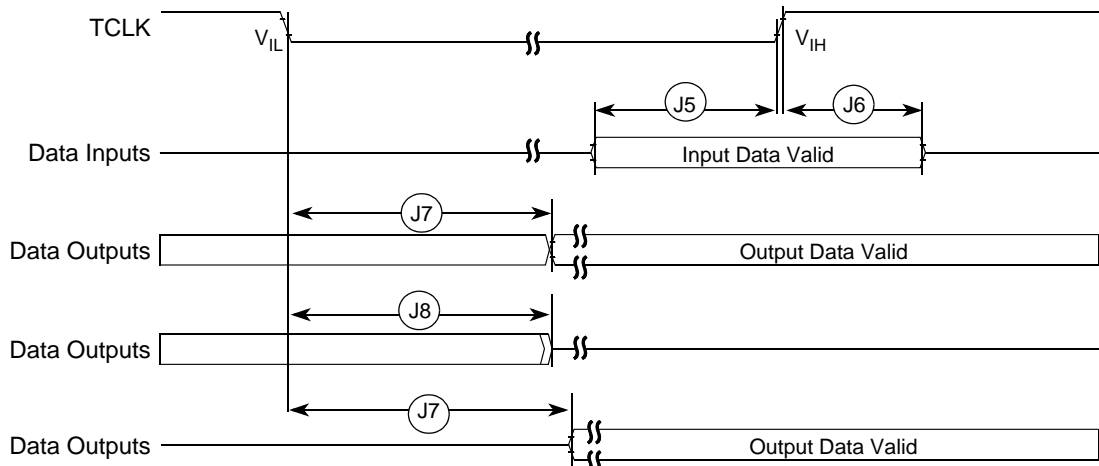 TCLK
VIL
VIH
J5
J6
Data Inputs
Input Data Valid
J7
Data Outputs
Output Data Valid
J8
Data Outputs
J7
Data Outputs
Output Data Valid